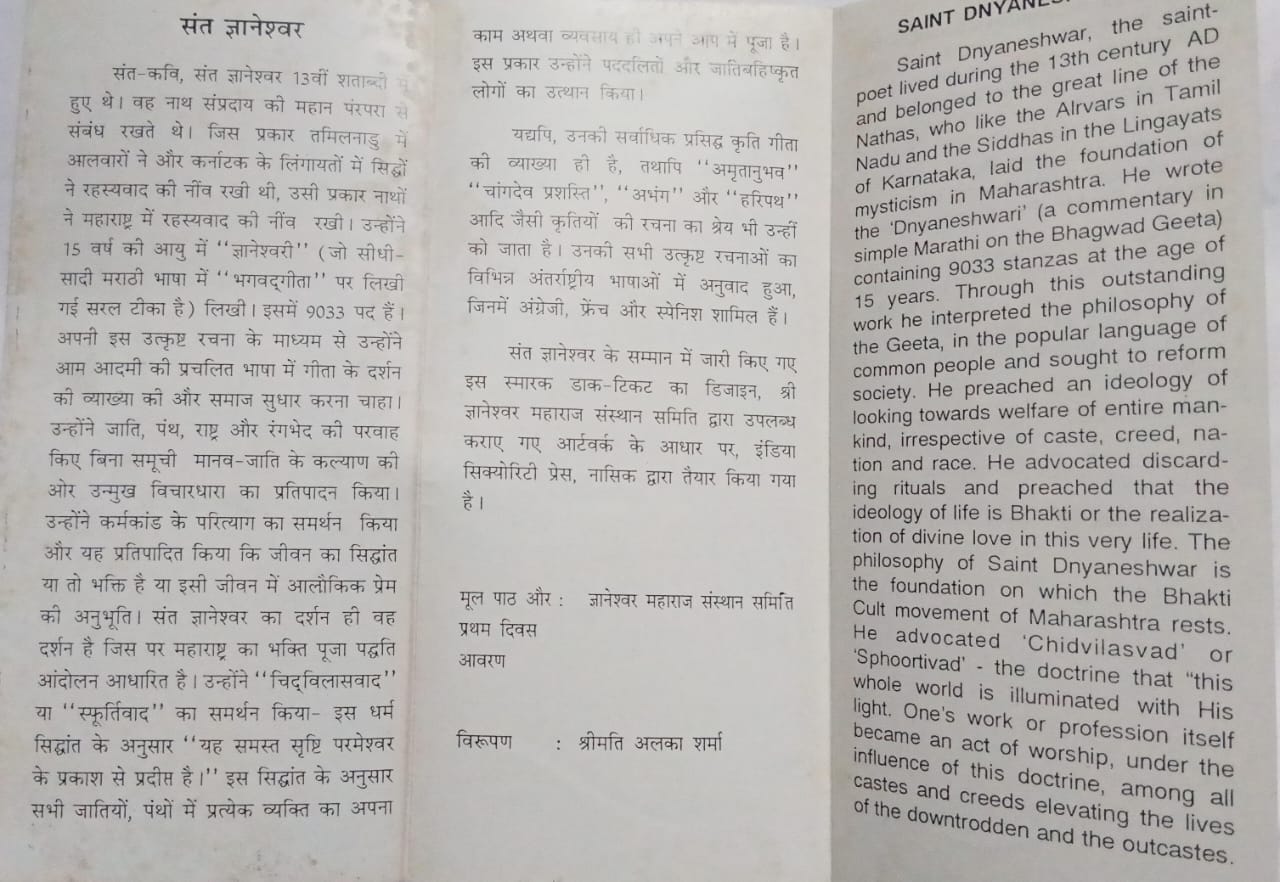 संत ज्ञानेश्वर
संत-कवि, संत ज्ञानेश्वर 13वीं शताब्दी में
हुए थे। वह नाथ संप्रदाय की महान पंरपरा से
संबंध रखते थे। जिस प्रकार तमिलनाडु में
आलवारों ने और कर्नाटक के लिंगायतों में सिद्धों
ने रहस्यवाद की नींव रखी थी, उसी प्रकार नाथों
ने महाराष्ट्र में रहस्यवाद की नींव रखी। उन्होंने
15 वर्ष की आयु में "ज्ञानेश्वरी" (जो सीधी-
सादी मराठी भाषा में "भगवद्गीता" पर लिखी
गई सरल टीका है) लिखी। इसमें 9033 पद हैं।
अपनी इस उत्कृष्ट रचना के माध्यम से उन्होंने
आम आदमी की प्रचलित भाषा में गीता के दर्शन
की व्याख्या की और समाज सुधार करना चाहा।
उन्होंने जाति, पंथ, राष्ट्र और रंगभेद की परवाह
किए बिना समूची मानव-जाति के कल्याण की
ओर उन्मुख विचारधारा का प्रतिपादन किया।
उन्होंने कर्मकांड के परित्याग का समर्थन किया
और यह प्रतिपादित किया कि जीवन का सिद्धांत
या तो भक्ति है या इसी जीवन में आलौकिक प्रेम
की अनुभूति। संत ज्ञानेश्वर का दर्शन ही वह
दर्शन है जिस पर महाराष्ट्र का भक्ति पूजा पद्धति
आंदोलन आधारित है। उन्होंने "चिद्विलासवाद"
या "स्फूर्तिवाद" का समर्थन किया- इस धर्म
सिद्धांत के अनुसार "यह समस्त सृष्टि परमेश्वर
के प्रकाश से प्रदीप्त है।" इस सिद्धांत के अनुसार
सभी जातियों, पंथों में प्रत्येक व्यक्ति का अपना
काम अथवा व्यवसाय ही अपने आप में पूजा है।
इस प्रकार उन्होंने पददलितों और जातिबहिष्कृत
लोगों का उत्थान किया।
यद्यपि, उनकी सर्वाधिक प्रसिद्ध कृति गीता
की व्याख्या ही है, तथापि "अमृतानुभव"
"चांगदेव प्रशस्ति", "अभंग" और "हरिपथ"
आदि जैसी कृतियों की रचना का श्रेय भी उन्हीं
को जाता है। उनकी सभी उत्कृष्ट रचनाओं का
विभिन्न अंतर्राष्ट्रीय भाषाओं में अनुवाद हुआ,
जिनमें अंग्रेजी, फ्रेंच और स्पेनिश शामिल हैं।
संत ज्ञानेश्वर के सम्मान में जारी किए गए
इस स्मारक डाक-टिकट का डिजाइन, श्री
ज्ञानेश्वर महाराज संस्थान समिति द्वारा उपलब्ध
कराए गए आर्टवर्क के आधार पर, इंडिया
सिक्योरिटी प्रेस, नासिक द्वारा तैयार किया गया
है।
मूल पाठ और : ज्ञानेश्वर महाराज संस्थान समिति
प्रथम दिवस
आवरण
विरूपण : श्रीमति अलका शर्मा
SAINT
Saint Dnyaneshwar, the saint-
poet lived during the 13th century AD
and belonged to the great line of the
Nathas, who like the Alrvars in Tamil
Nadu and the Siddhas in the Lingayats
of Karnataka, laid the foundation of
mysticism in Maharashtra. He wrote
the 'Dnyaneshwari' (a commentary in
simple Marathi on the Bhagwad Geeta)
containing 9033 stanzas at the age of
15 years. Through this outstanding
work he interpreted the philosophy of
the Geeta, in the popular language of
common people and sought to reform
society. He preached an ideology of
looking towards welfare of entire man-
kind, irrespective of caste, creed, na-
tion and race. He advocated discard-
ing rituals and preached that the
ideology of life is Bhakti or the realiza-
tion of divine love in this very life. The
philosophy of Saint Dnyaneshwar is
the foundation on which the Bhakti
Cult movement of Maharashtra rests.
He advocated 'Chidvilasvad' or
'Sphoortivad' - the doctrine that "this
whole world is illuminated with His
light. One's work or profession itself
became an act of worship, under the
influence of this doctrine, among all
castes and creeds elevating the lives
of the downtrodden and the outcastes.